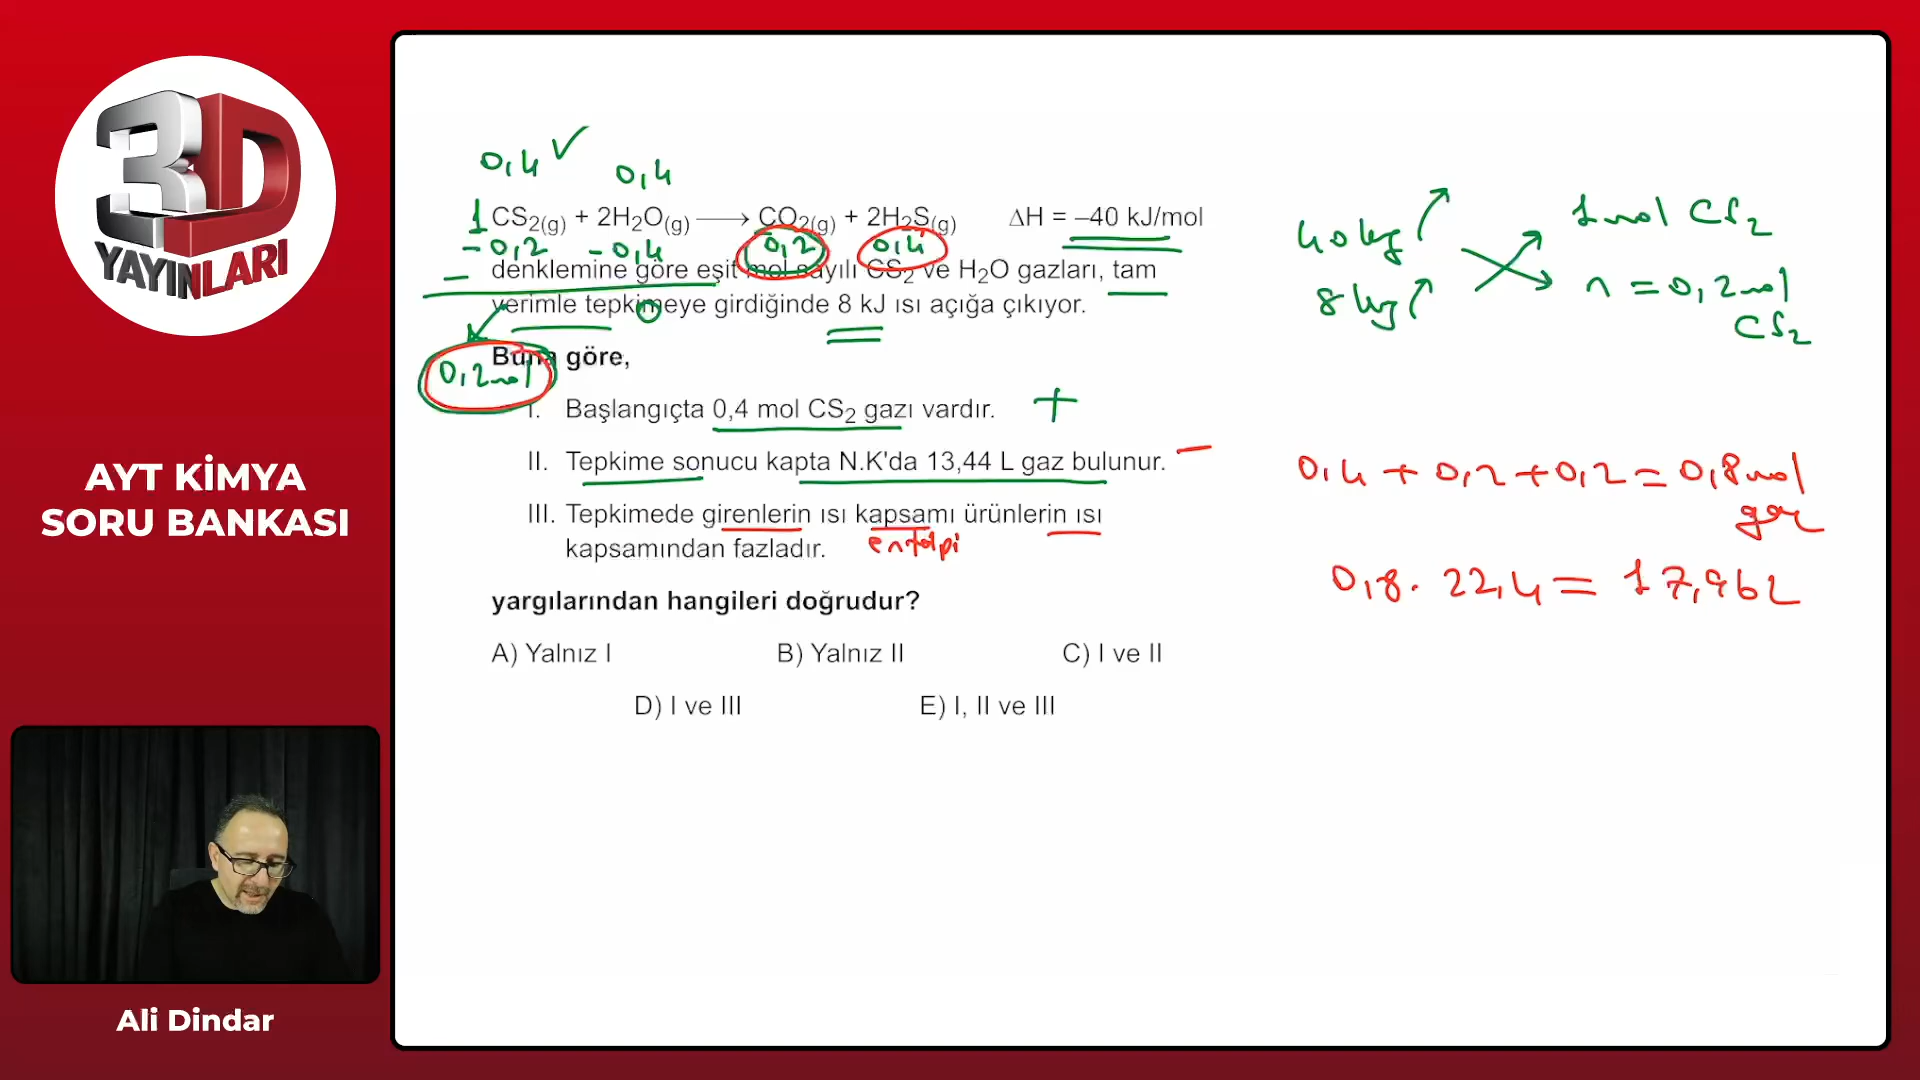 3D
YAYINLARI
AYT KİMYA
SORU BANKASI
Ali Dindar
0,4 ✓ 0,4
1 CS₂(g) + 2H₂O(g) ⟶ CO₂(g) + 2H₂S(g) ΔH = –40 kJ/mol
-0,2 -0,4 0,2 0,4
denklemine göre eşit mol sayılı CS₂ ve H₂O gazları, tam
verimle tepkimeye girdiğinde 8 kJ ısı açığa çıkıyor.
0
Buna göre,
0,2mol
I. Başlangıçta 0,4 mol CS₂ gazı vardır. +
II. Tepkime sonucu kapta N.K'da 13,44 L gaz bulunur. –
III. Tepkimede girenlerin ısı kapsamı ürünlerin ısı
kapsamından fazladır. entalpi
yargılarından hangileri doğrudur?
A) Yalnız I B) Yalnız II C) I ve II
D) I ve III E) I, II ve III
40 kg 1 mol CS₂
8 kg n = 0,2 mol
CS₂
0,4 + 0,2 + 0,2 = 0,8 mol
gaz
0,8 . 22,4 = 17,96L